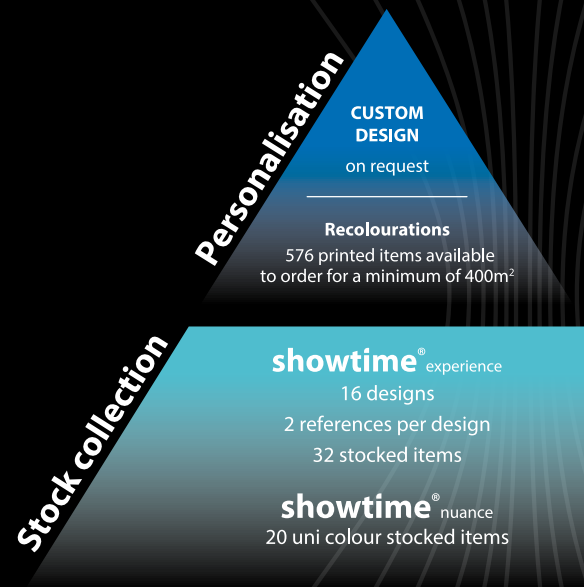 Personalisation
CUSTOM
DESIGN
on request
Recolourations
576 printed items available
to order for a minimum of 400m²
Stock collection
showtime® experience
16 designs
2 references per design
32 stocked items
showtime® nuance
20 uni colour stocked items